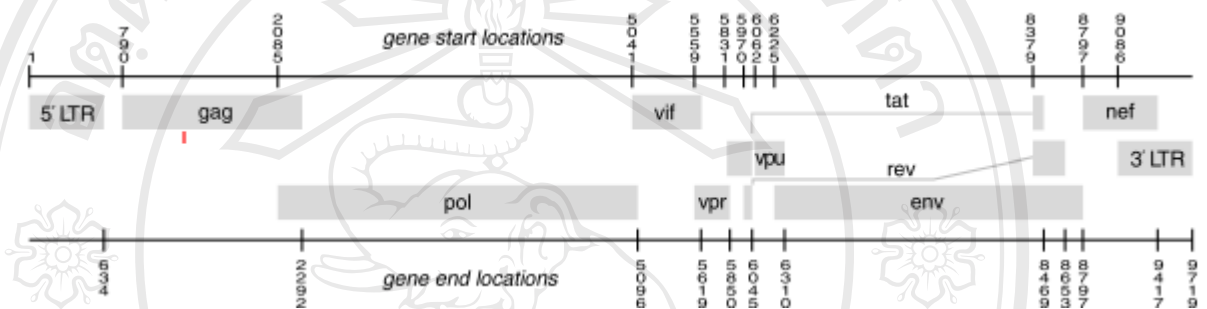 1 790 2085 5041 5559 5831 5970 6062 6225 8379 8797 9086
gene start locations
5′ LTR gag vif tat nef
vpu rev 3′ LTR
pol vpr env
gene end locations
634 2292 5096 5619 5850 6045 6310 8469 8653 8797 9417 9719